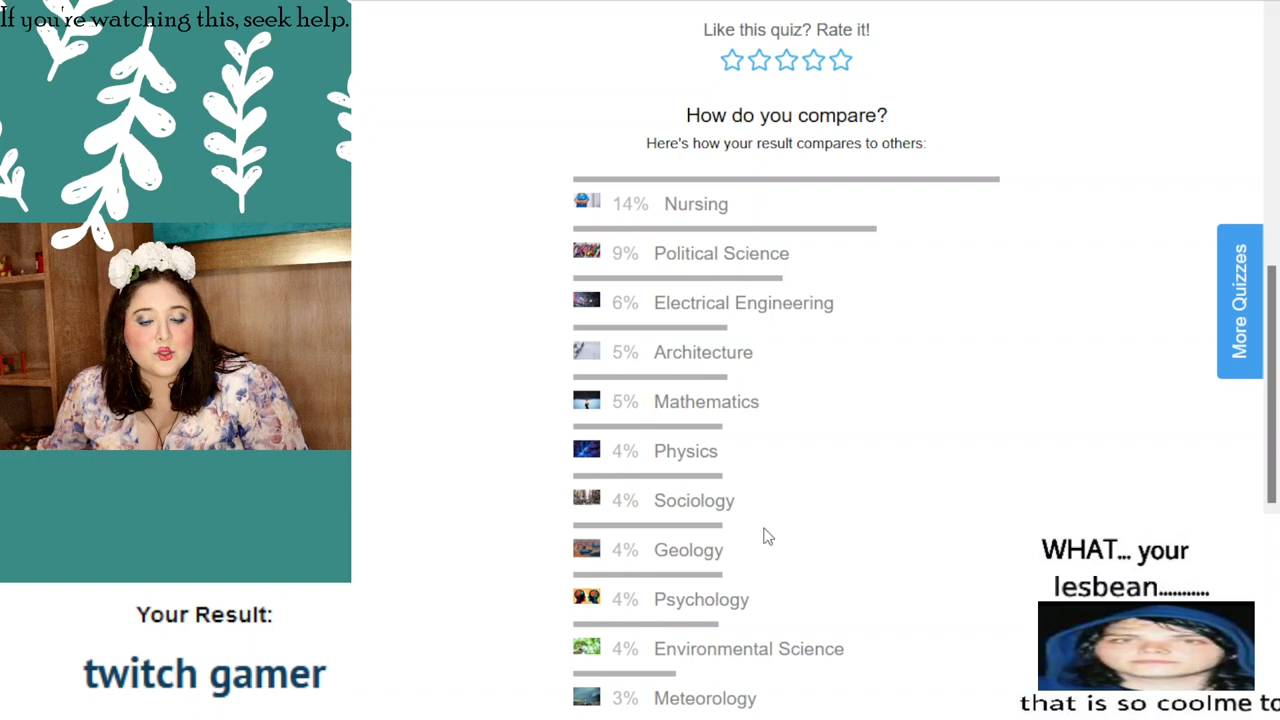 If you're watching this, seek help.
Like this quiz? Rate it!
How do you compare?
Here's how your result compares to others:
14% Nursing
9% Political Science
6% Electrical Engineering
5% Architecture
5% Mathematics
4% Physics
4% Sociology
4% Geology
4% Psychology
4% Environmental Science
3% Meteorology
More Quizzes
Your Result:
twitch gamer
WHAT... your
lesbean...........
that is so coolme to